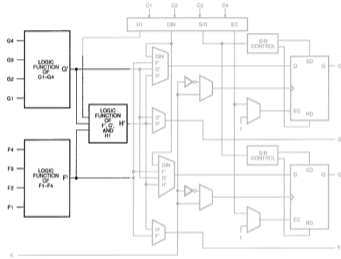 C1 C2 C3 C4
H1 DIN S/R EC
G4
G3
G2
G1
LOGIC
FUNCTION
OF
G1-G4
G'
LOGIC
FUNCTION
OF
F', G',
AND
H1
H'
F4
F3
F2
F1
LOGIC
FUNCTION
OF
F1-F4
F'
DIN
F'
G'
H'
S/R
CONTROL
SD
D Q
EC
RD
1
G'
H'
G
DIN
F'
G'
H'
S/R
CONTROL
SD
D Q
EC
RD
1
H'
F'
F
K